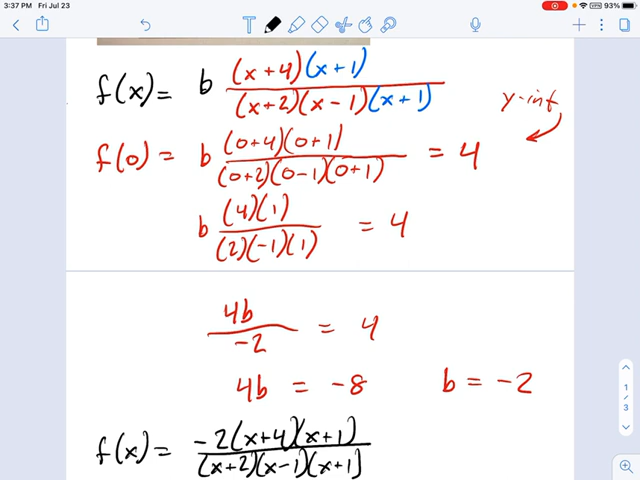 3:37 PM Fri Jul 23
93%
f(x) = b (x+4)(x+1) / (x+2)(x-1)(x+1)
y-int
f(0) = b (0+4)(0+1) / (0+2)(0-1)(0+1) = 4
b (4)(1) / (2)(-1)(1) = 4
4b / -2 = 4
4b = -8 b = -2
f(x) = -2(x+4)(x+1) / (x+2)(x-1)(x+1)
1/3